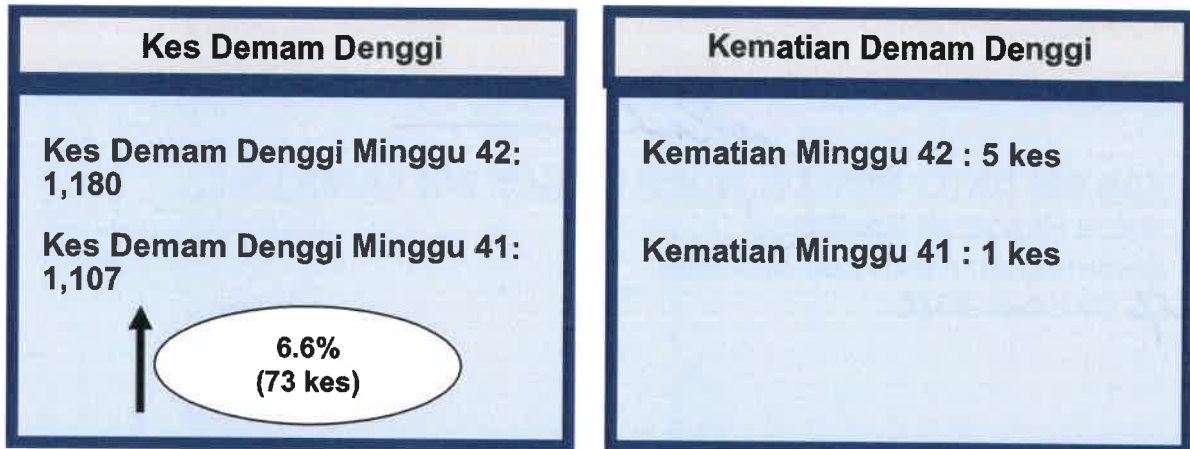 Kes Demam Denggi
Kes Demam Denggi Minggu 42:
1,180
Kes Demam Denggi Minggu 41:
1,107
6.6%
(73 kes)
Kematian Demam Denggi
Kematian Minggu 42 : 5 kes
Kematian Minggu 41 : 1 kes